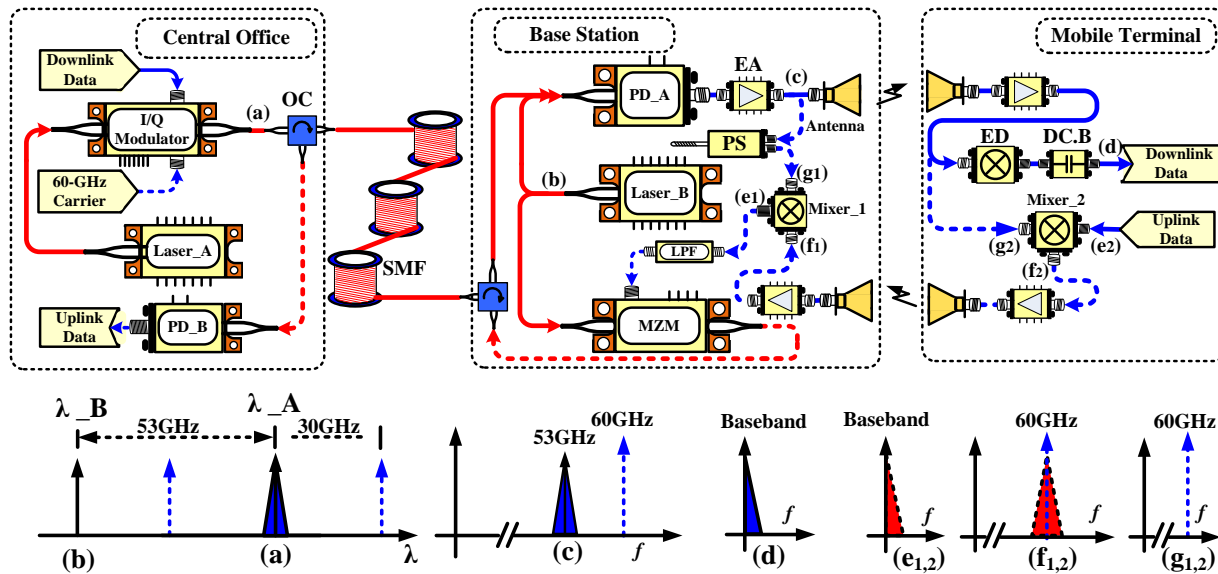 Central Office
Downlink
Data
(a)
OC
I/Q
Modulator
60-GHz
Carrier
Laser_A
SMF
PD_B
Uplink
Data
Base Station
EA
(c)
PD_A
Antenna
PS
(b)
Laser_B
(g1)
(e1)
Mixer_1
(f1)
LPF
MZM
Mobile Terminal
ED
DC.B
(d)
Downlink
Data
Mixer_2
Uplink
Data
(g2)
(e2)
(f2)
λ _B
λ _A
53GHz
30GHz
(b)
(a)
λ
53GHz
60GHz
(c)
f
Baseband
(d)
f
Baseband
(e1,2)
f
60GHz
(f1,2)
f
60GHz
(g1,2)
f